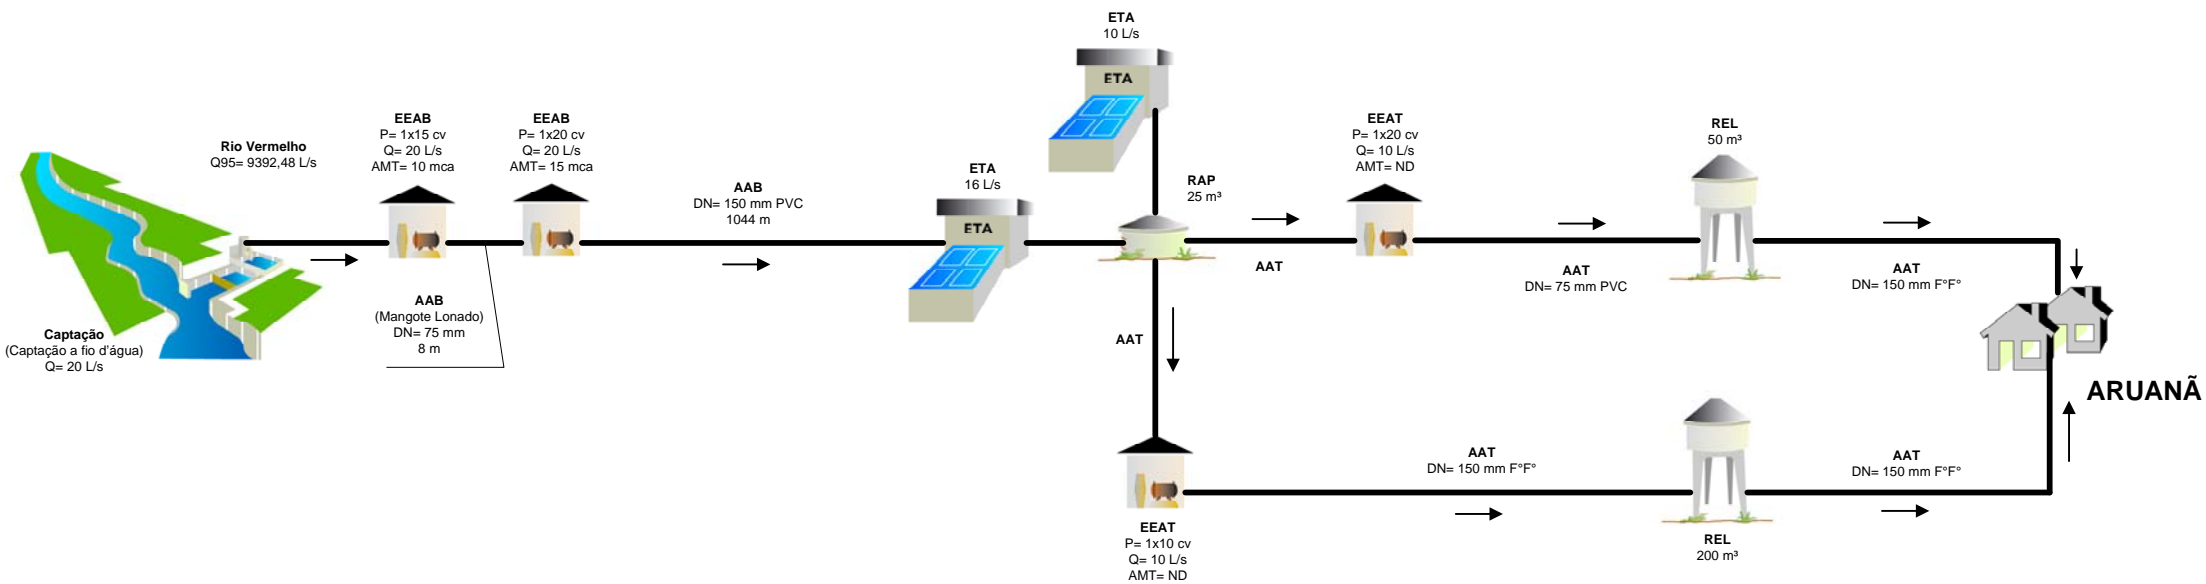 ETA
10 L/s
ETA
EEAB
P= 1x15 cv
Q= 20 L/s
AMT= 10 mca
EEAB
P= 1x20 cv
Q= 20 L/s
AMT= 15 mca
EEAT
P= 1x20 cv
Q= 10 L/s
AMT= ND
REL
50 m³
Rio Vermelho
Q95= 9392,48 L/s
ETA
16 L/s
ETA
RAP
25 m³
AAB
DN= 150 mm PVC
1044 m
AAT
AAT
DN= 75 mm PVC
AAT
DN= 150 mm F°F°
AAB
(Mangote Lonado)
DN= 75 mm
8 m
Captação
(Captação a fio d'água)
Q= 20 L/s
AAT
ARUANÃ
AAT
DN= 150 mm F°F°
AAT
DN= 150 mm F°F°
EEAT
P= 1x10 cv
Q= 10 L/s
AMT= ND
REL
200 m³